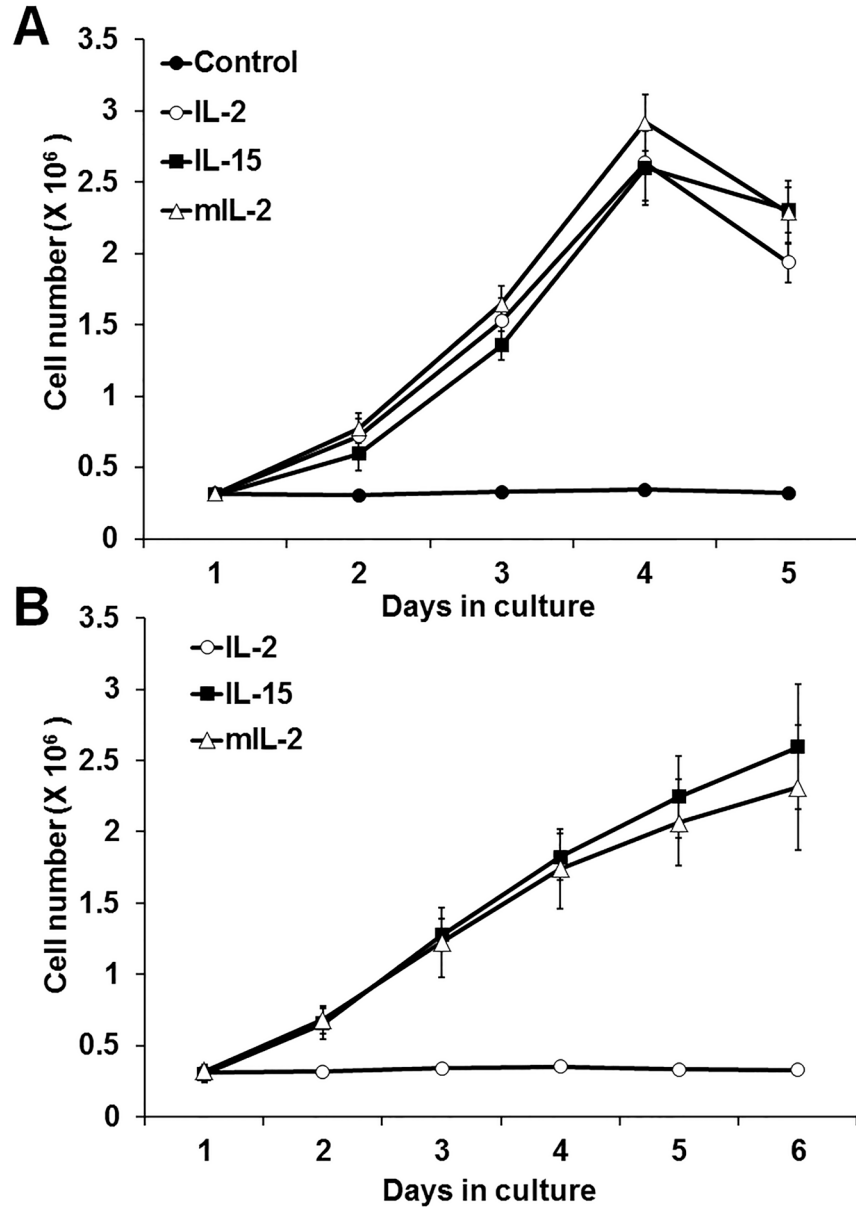 A
Control
IL-2
IL-15
mIL-2
Cell number (X 10⁶ )
3.5
3
2.5
2
1.5
1
0.5
0
1 2 3 4 5
Days in culture
B
IL-2
IL-15
mIL-2
Cell number (X 10⁶ )
3.5
3
2.5
2
1.5
1
0.5
0
1 2 3 4 5 6
Days in culture